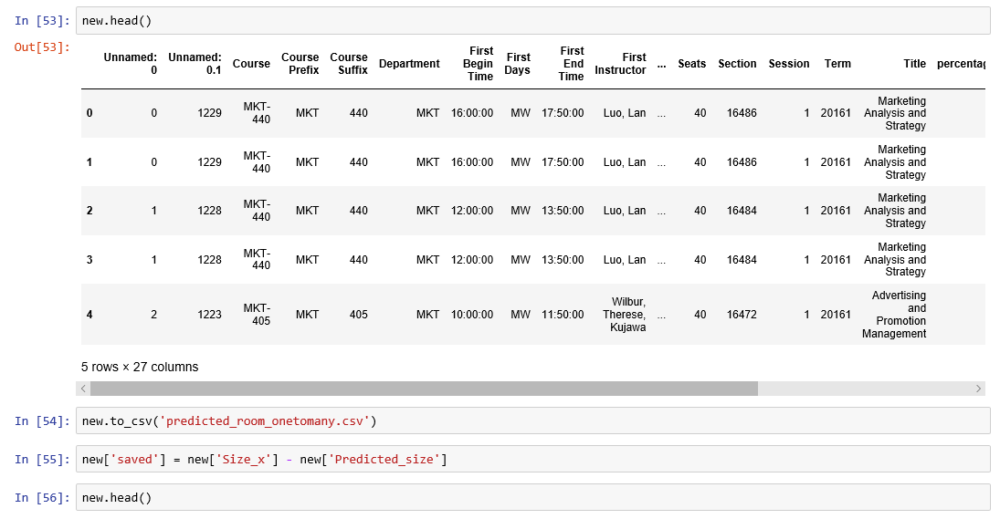 In [53]: new.head()
Out[53]:
Unnamed: 0 Unnamed: 0.1 Course Course Prefix Course Suffix Department First Begin Time First Days First End Time First Instructor ... Seats Section Session Term Title percentag
0 0 1229 MKT-440 MKT 440 MKT 16:00:00 MW 17:50:00 Luo, Lan ... 40 16486 1 20161 Marketing Analysis and Strategy
1 0 1229 MKT-440 MKT 440 MKT 16:00:00 MW 17:50:00 Luo, Lan ... 40 16486 1 20161 Marketing Analysis and Strategy
2 1 1228 MKT-440 MKT 440 MKT 12:00:00 MW 13:50:00 Luo, Lan ... 40 16484 1 20161 Marketing Analysis and Strategy
3 1 1228 MKT-440 MKT 440 MKT 12:00:00 MW 13:50:00 Luo, Lan ... 40 16484 1 20161 Marketing Analysis and Strategy
4 2 1223 MKT-405 MKT 405 MKT 10:00:00 MW 11:50:00 Wilbur, Therese, Kujawa ... 40 16472 1 20161 Advertising and Promotion Management
5 rows × 27 columns
In [54]: new.to_csv('predicted_room_onetomany.csv')
In [55]: new['saved'] = new['Size_x'] - new['Predicted_size']
In [56]: new.head()